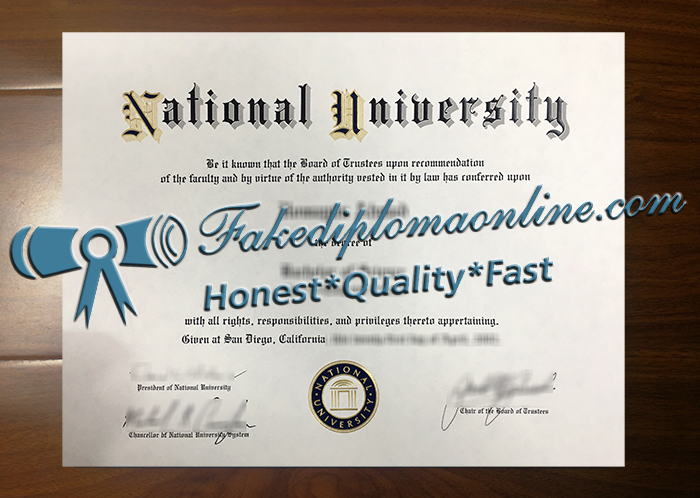 National University
Be it known that the Board of Trustees upon recommendation
of the faculty and by virtue of the authority vested in it by law has conferred upon
Fakediplomaonline.com
the degree of
Honest*Quality*Fast
with all rights, responsibilities, and privileges thereto appertaining.
Given at San Diego, California
President of National University
NATIONAL UNIVERSITY
Chair of the Board of Trustees
Chancellor of National University System